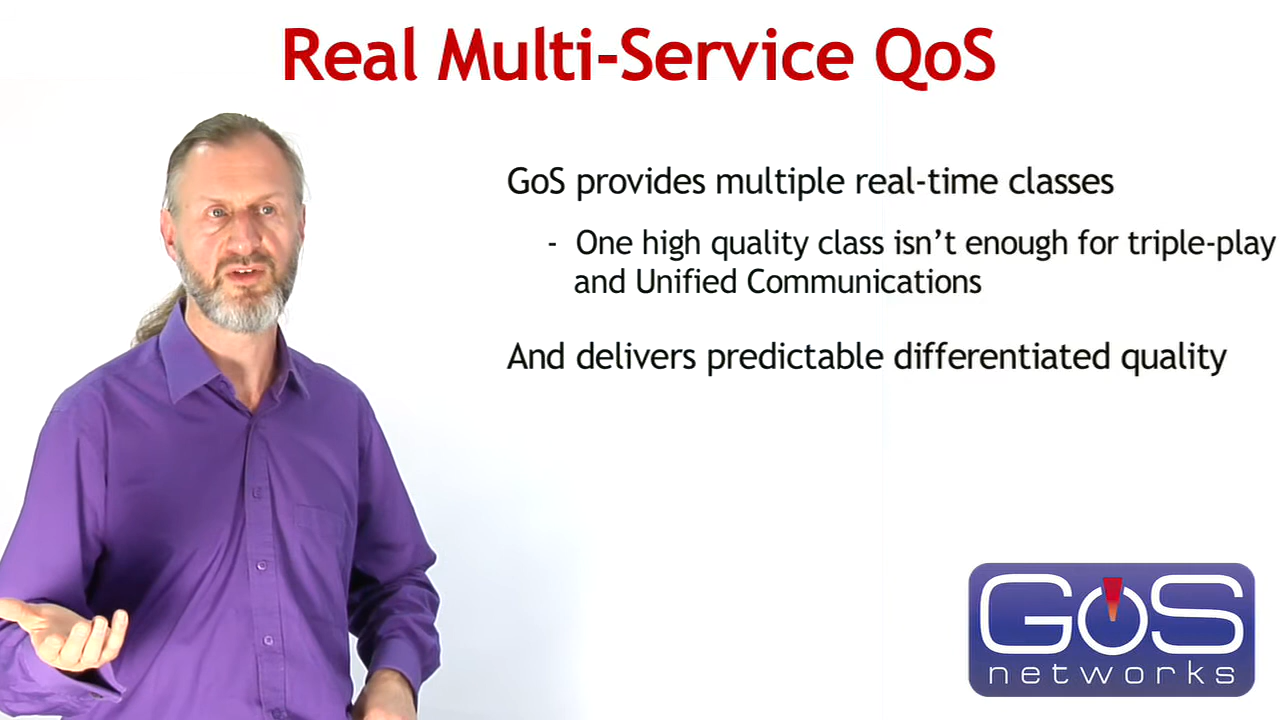 Real Multi-Service QoS
GoS provides multiple real-time classes
- One high quality class isn't enough for triple-play
and Unified Communications
And delivers predictable differentiated quality
GoS
networks